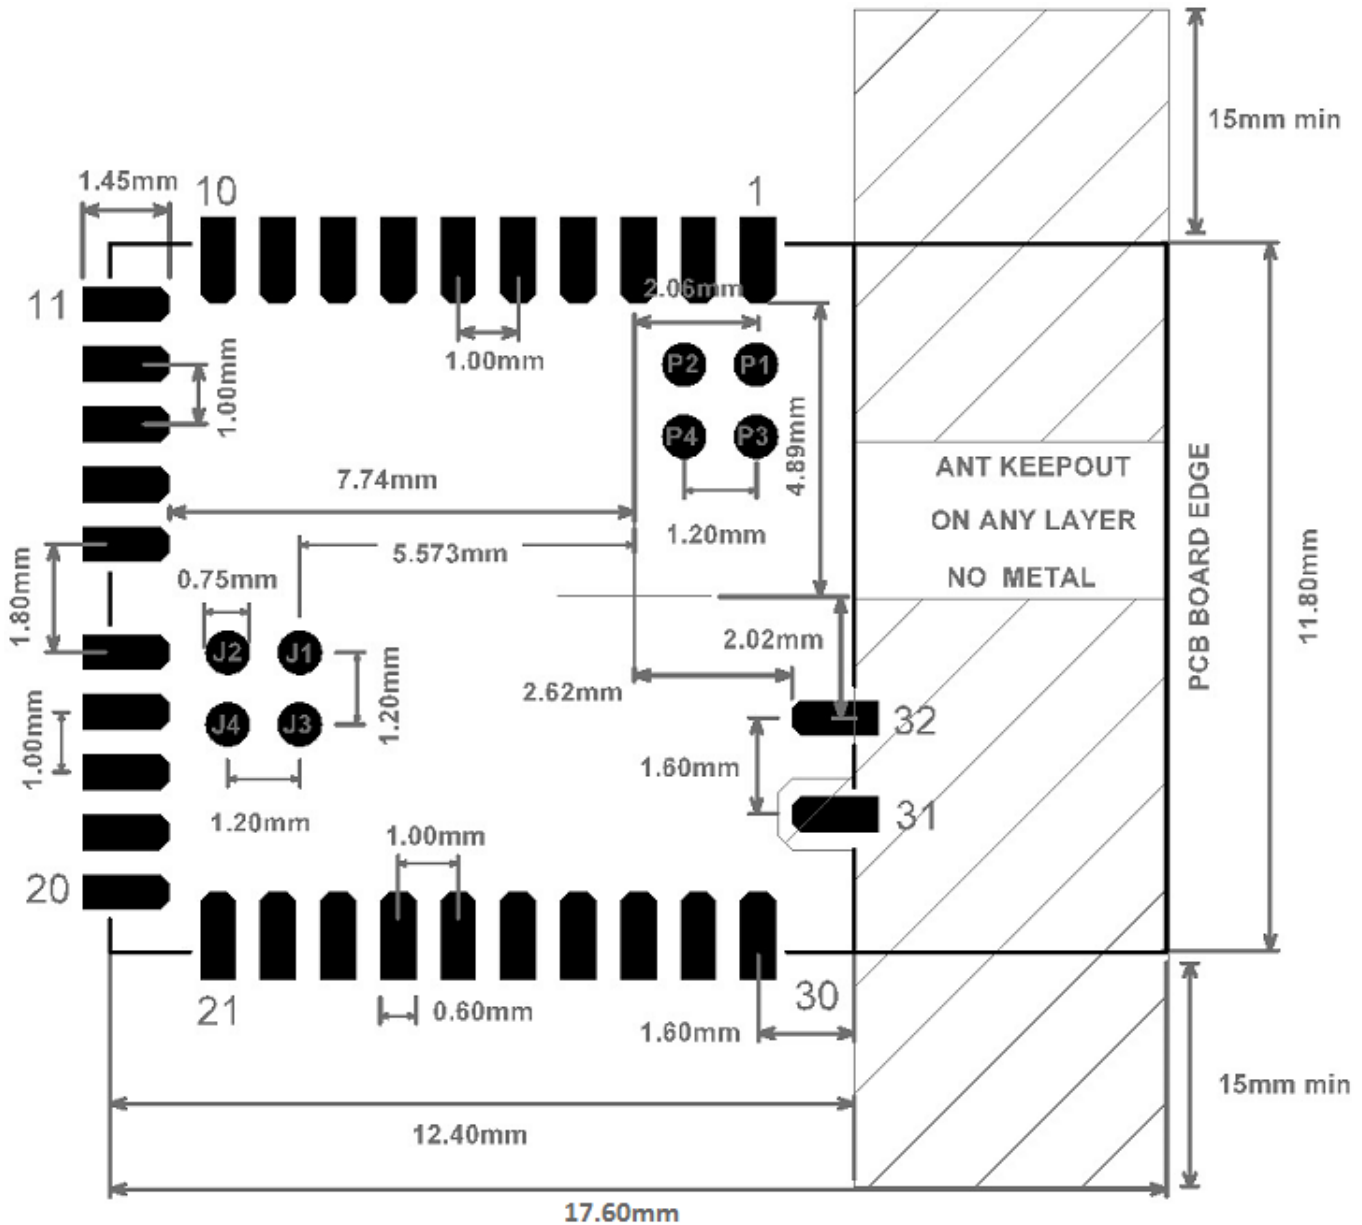 15mm min
1.45mm
10
1
11
2.06mm
1.00mm
1.00mm
P2
P1
P4
P3
4.89mm
7.74mm
1.20mm
5.573mm
ANT KEEPOUT
ON ANY LAYER
NO METAL
PCB BOARD EDGE
11.80mm
1.80mm
0.75mm
J2
J1
J4
J3
1.20mm
2.02mm
2.62mm
32
1.00mm
1.60mm
1.20mm
31
1.00mm
20
21
0.60mm
30
1.60mm
15mm min
12.40mm
17.60mm